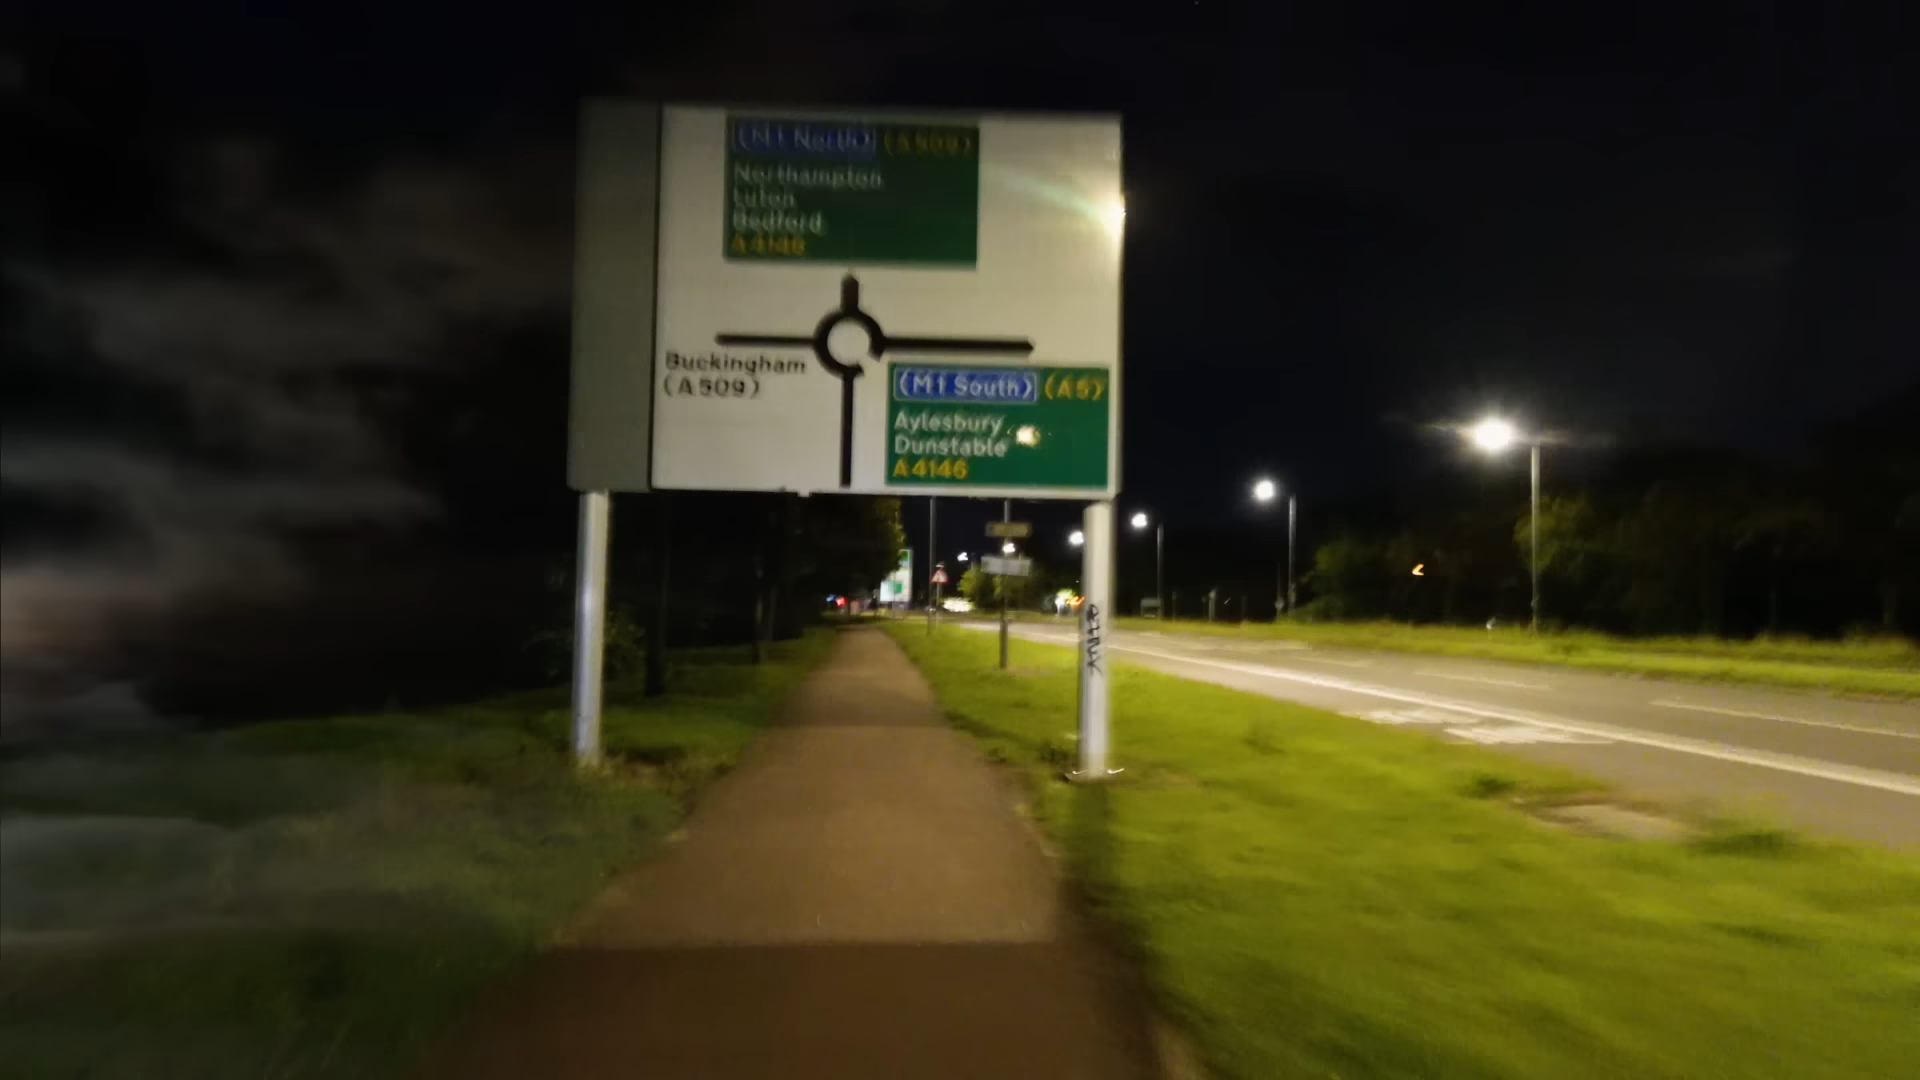 (M1 North) (A509)
Northampton
Luton
Bedford
A4146
Buckingham
(A509)
(M1 South) (A5)
Aylesbury
Dunstable
A4146